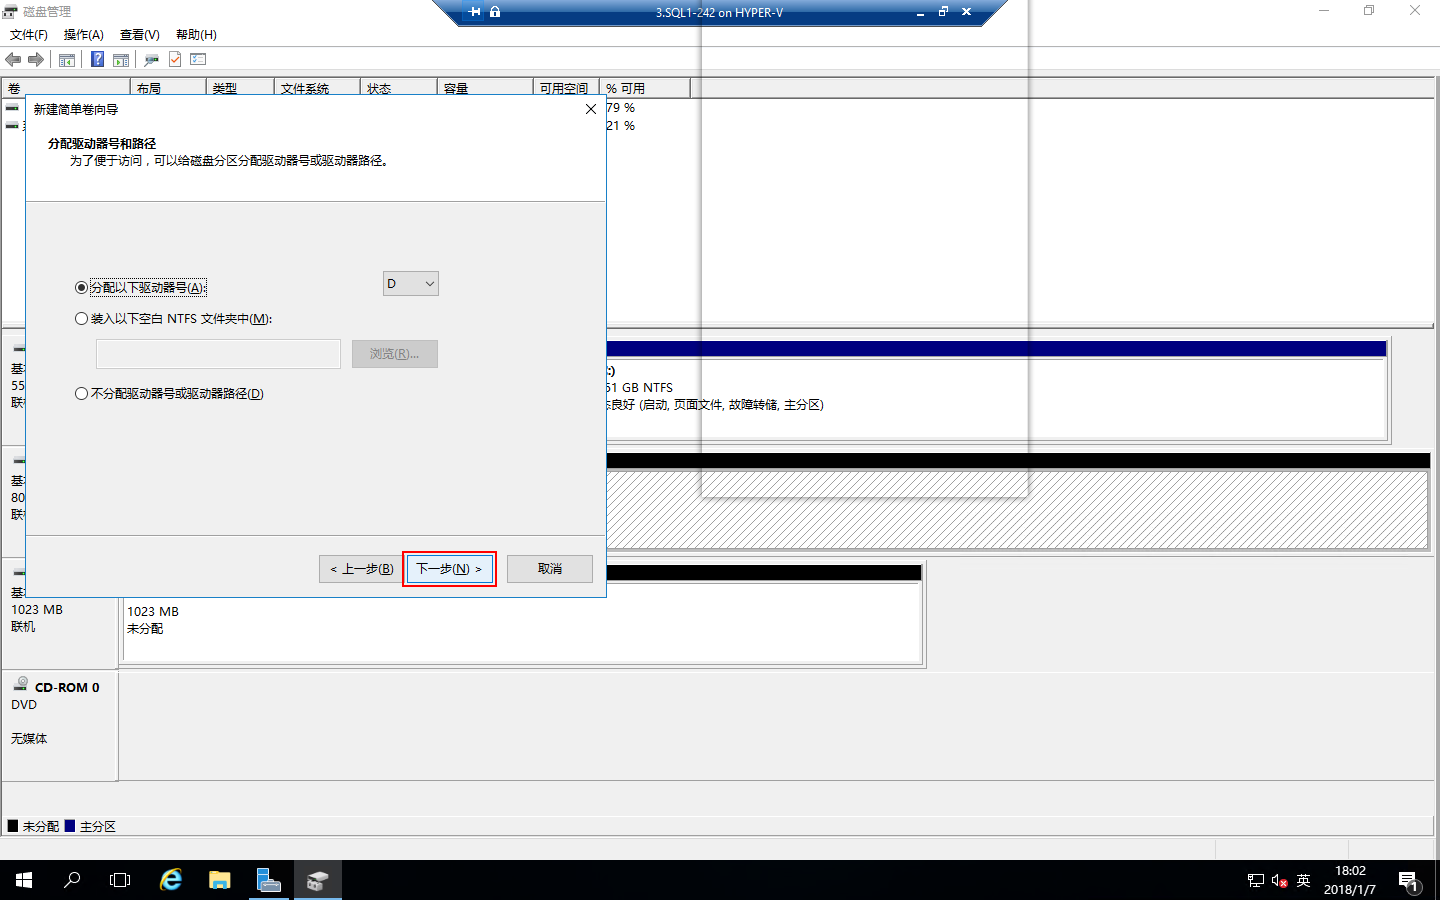 磁盘管理
3.SQL1-242 on HYPER-V
文件(F) 操作(A) 查看(V) 帮助(H)
卷 布局 类型 文件系统 状态 容量 可用空间 % 可用
79 %
21 %
新建简单卷向导
分配驱动器号和路径
为了便于访问，可以给磁盘分区分配驱动器号或驱动器路径。
分配以下驱动器号(A): D
装入以下空白 NTFS 文件夹中(M):
浏览(R)...
不分配驱动器号或驱动器路径(D)
< 上一步(B) 下一步(N) > 取消
:)
51 GB NTFS
良好 (启动, 页面文件, 故障转储, 主分区)
基
55
联
基
80
联
基
1023 MB
联机
1023 MB
未分配
CD-ROM 0
DVD
无媒体
未分配 主分区
英
18:02
2018/1/7
1